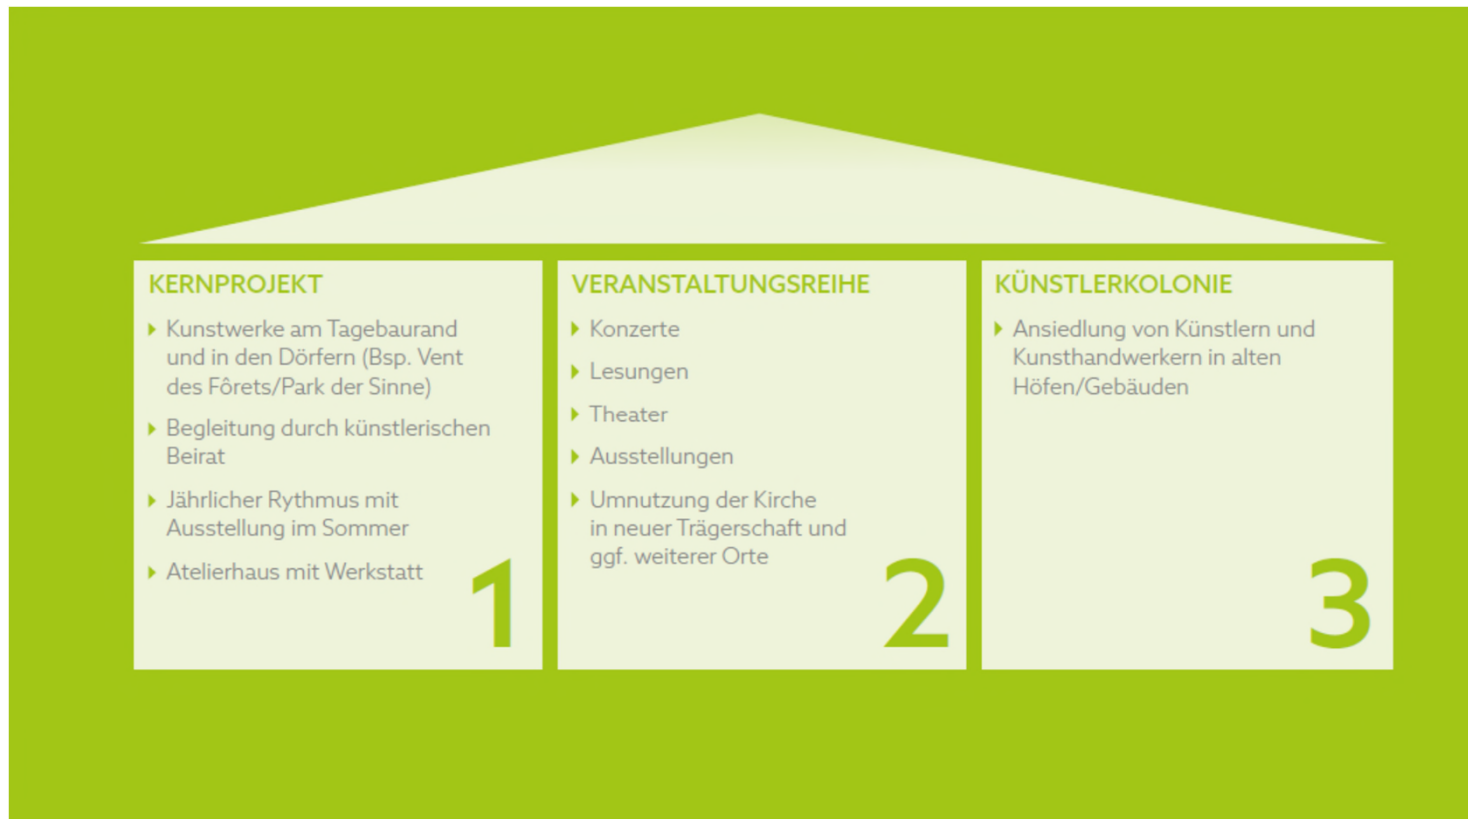 KERNPROJEKT
Kunstwerke am Tagebaurand
und in den Dörfern (Bsp. Vent
des Fôrets/Park der Sinne)
Begleitung durch künstlerischen
Beirat
Jährlicher Rythmus mit
Ausstellung im Sommer
Atelierhaus mit Werkstatt
1
VERANSTALTUNGSREIHE
Konzerte
Lesungen
Theater
Ausstellungen
Umnutzung der Kirche
in neuer Trägerschaft und
ggf. weiterer Orte
2
KÜNSTLERKOLONIE
Ansiedlung von Künstlern und
Kunsthandwerkern in alten
Höfen/Gebäuden
3